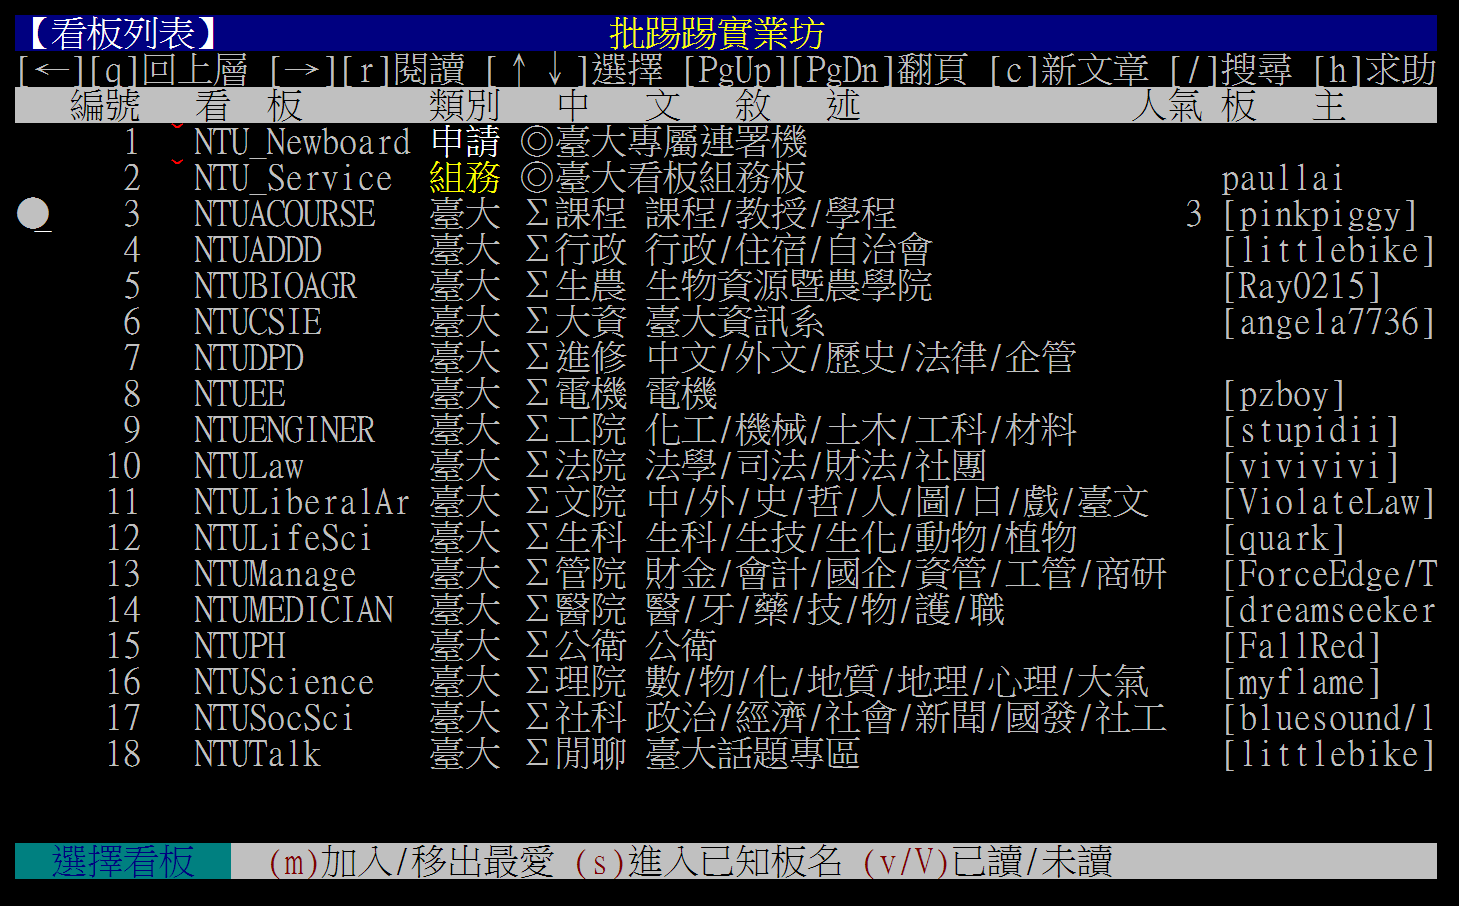 【看板列表】 批踢踢實業坊
[←][q]回上層 [→][r]閱讀 [↑↓]選擇 [PgUp][PgDn]翻頁 [c]新文章 [/]搜尋 [h]求助
編號 看 板 類別 中 文 敘 述 人氣 板 主
1 ˇ NTU_Newboard 申請 ◎臺大專屬連署機
2 ˇ NTU_Service 組務 ◎臺大看板組務板 paullai
● 3 NTUACOURSE 臺大 Σ課程 課程/教授/學程 3 [pinkpiggy]
4 NTUADDD 臺大 Σ行政 行政/住宿/自治會 [littlebike]
5 NTUBIOAGR 臺大 Σ生農 生物資源暨農學院 [Ray0215]
6 NTUCSIE 臺大 Σ大資 臺大資訊系 [angela7736]
7 NTUDPD 臺大 Σ進修 中文/外文/歷史/法律/企管
8 NTUEE 臺大 Σ電機 電機 [pzboy]
9 NTUENGINER 臺大 Σ工院 化工/機械/土木/工科/材料 [stupidii]
10 NTULaw 臺大 Σ法院 法學/司法/財法/社團 [vivivivi]
11 NTULiberalAr 臺大 Σ文院 中/外/史/哲/人/圖/日/戲/臺文 [ViolateLaw]
12 NTULifeSci 臺大 Σ生科 生科/生技/生化/動物/植物 [quark]
13 NTUManage 臺大 Σ管院 財金/會計/國企/資管/工管/商研 [ForceEdge/T
14 NTUMEDICIAN 臺大 Σ醫院 醫/牙/藥/技/物/護/職 [dreamseeker
15 NTUPH 臺大 Σ公衛 公衛 [FallRed]
16 NTUScience 臺大 Σ理院 數/物/化/地質/地理/心理/大氣 [myflame]
17 NTUSocSci 臺大 Σ社科 政治/經濟/社會/新聞/國發/社工 [bluesound/l
18 NTUTalk 臺大 Σ閒聊 臺大話題專區 [littlebike]
選擇看板 (m)加入/移出最愛 (s)進入已知板名 (v/V)已讀/未讀